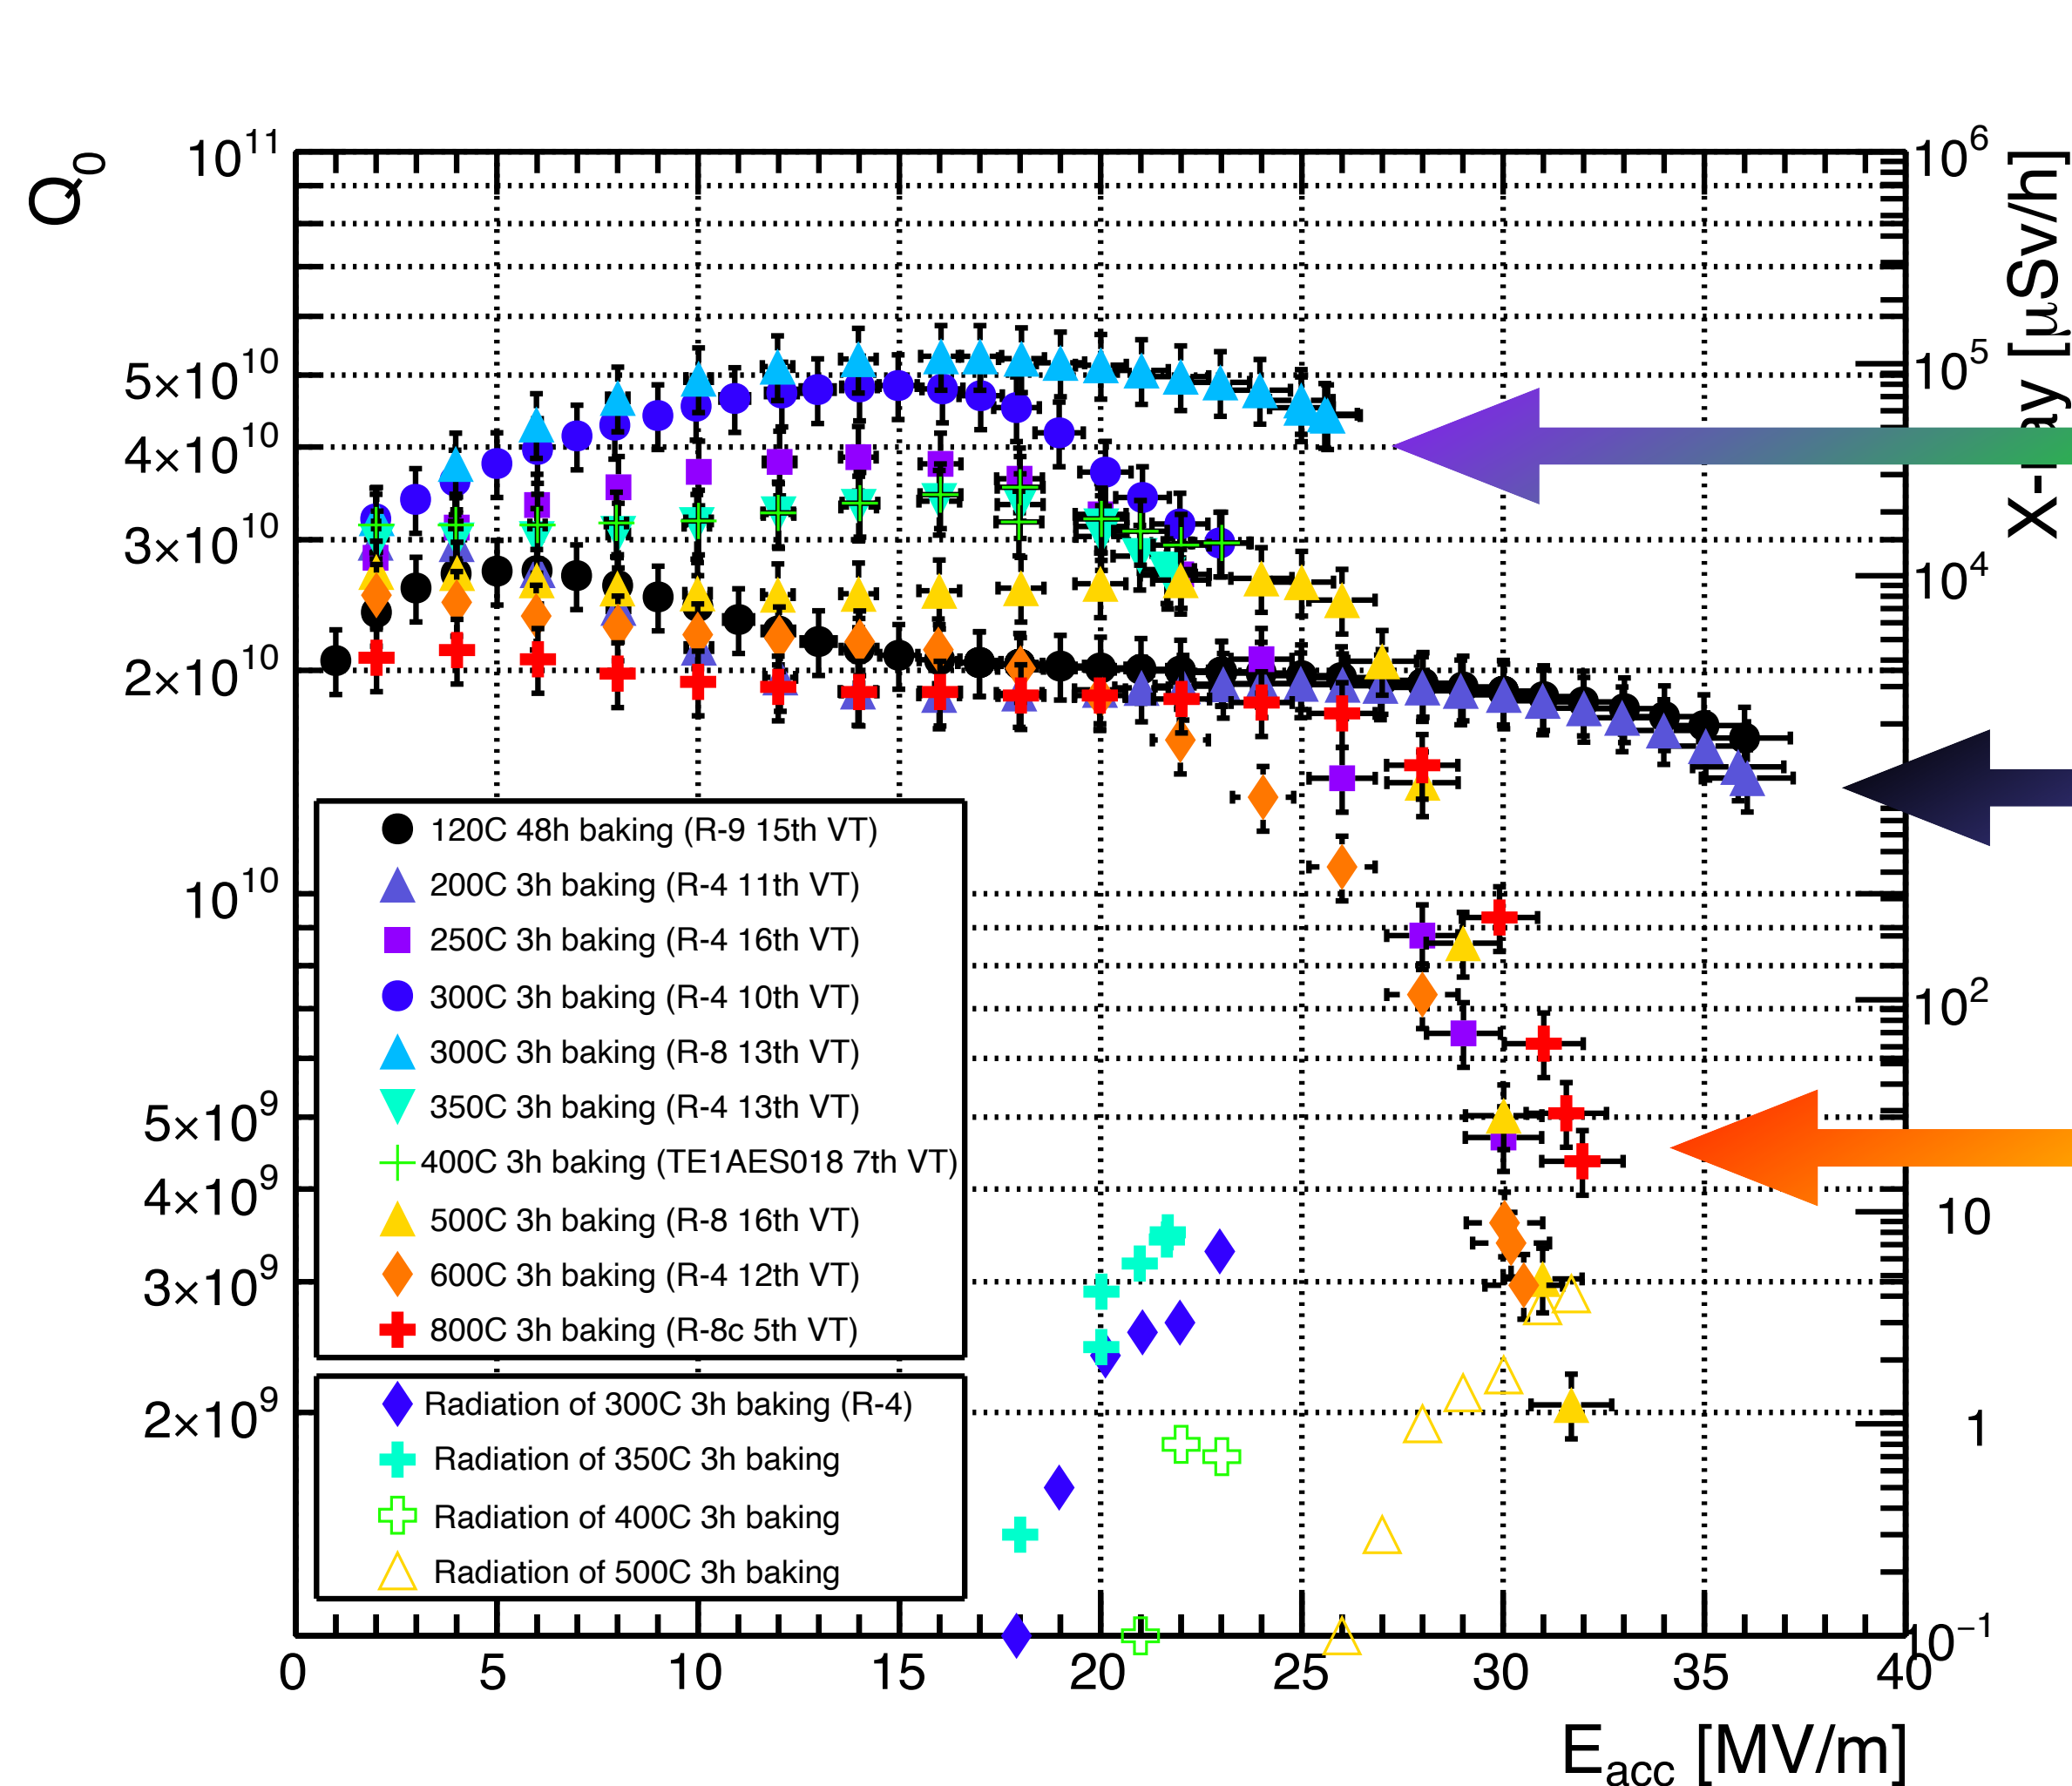 Q0
X-ray [μSv/h]
10^11
5×10^10
4×10^10
3×10^10
2×10^10
10^10
5×10^9
4×10^9
3×10^9
2×10^9
10^6
10^5
10^4
10^2
10
1
10^−1
120C 48h baking (R-9 15th VT)
200C 3h baking (R-4 11th VT)
250C 3h baking (R-4 16th VT)
300C 3h baking (R-4 10th VT)
300C 3h baking (R-8 13th VT)
350C 3h baking (R-4 13th VT)
400C 3h baking (TE1AES018 7th VT)
500C 3h baking (R-8 16th VT)
600C 3h baking (R-4 12th VT)
800C 3h baking (R-8c 5th VT)
Radiation of 300C 3h baking (R-4)
Radiation of 350C 3h baking
Radiation of 400C 3h baking
Radiation of 500C 3h baking
0 5 10 15 20 25 30 35 40
Eacc [MV/m]